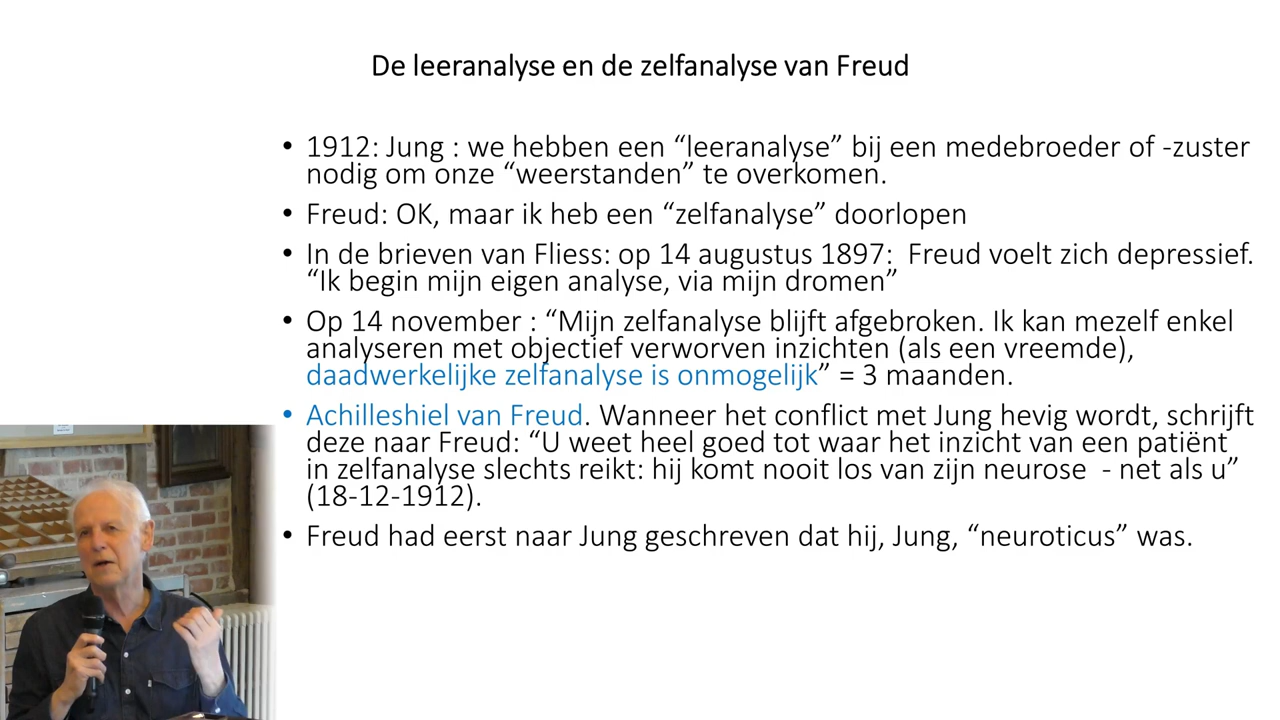 De leeranalyse en de zelfanalyse van Freud
• 1912: Jung : we hebben een “leeranalyse” bij een medebroeder of -zuster
nodig om onze “weerstanden” te overkomen.
• Freud: OK, maar ik heb een “zelfanalyse” doorlopen
• In de brieven van Fliess: op 14 augustus 1897:  Freud voelt zich depressief.
“Ik begin mijn eigen analyse, via mijn dromen”
• Op 14 november : “Mijn zelfanalyse blijft afgebroken. Ik kan mezelf enkel
analyseren met objectief verworven inzichten (als een vreemde),
daadwerkelijke zelfanalyse is onmogelijk” = 3 maanden.
• Achilleshiel van Freud. Wanneer het conflict met Jung hevig wordt, schrijft
deze naar Freud: “U weet heel goed tot waar het inzicht van een patiënt
in zelfanalyse slechts reikt: hij komt nooit los van zijn neurose  - net als u”
(18-12-1912).
• Freud had eerst naar Jung geschreven dat hij, Jung, “neuroticus” was.